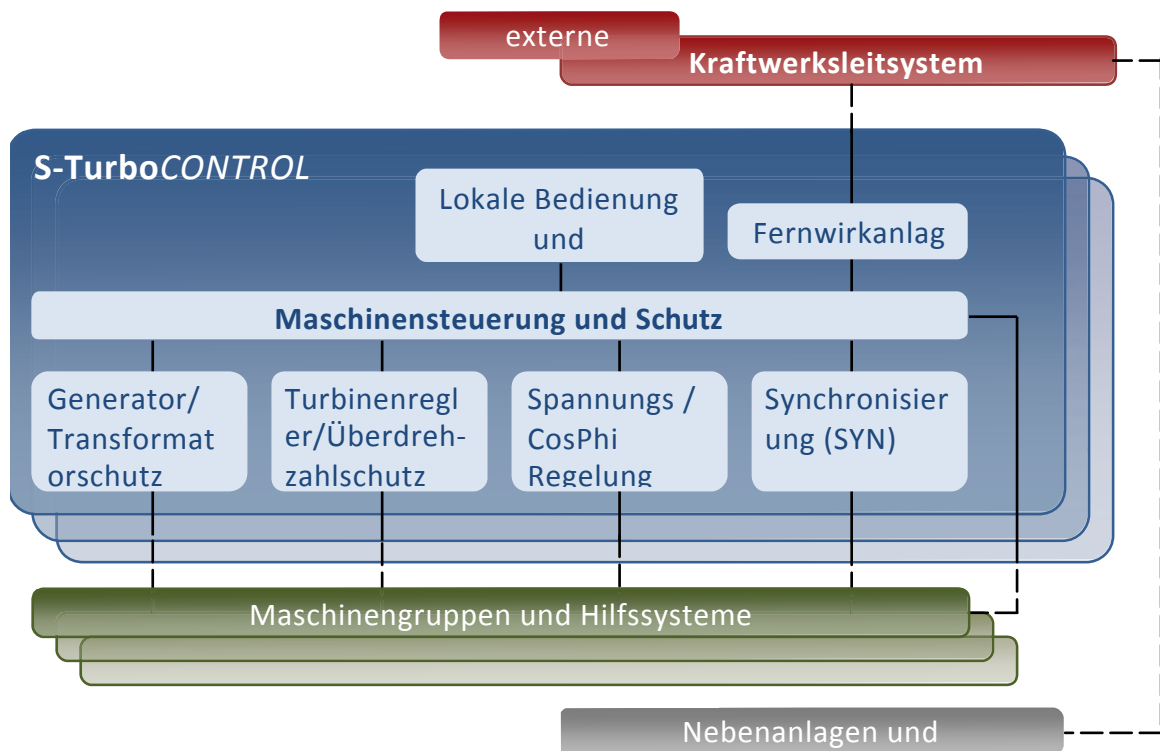 externe
Kraftwerksleitsystem
S-TurboCONTROL
Lokale Bedienung
und
Fernwirkanlag
Maschinensteuerung und Schutz
Generator/
Transformat
orschutz
Turbinenregl
er/Überdreh-
zahlschutz
Spannungs /
CosPhi
Regelung
Synchronisier
ung (SYN)
Maschinengruppen und Hilfssysteme
Nebenanlagen und